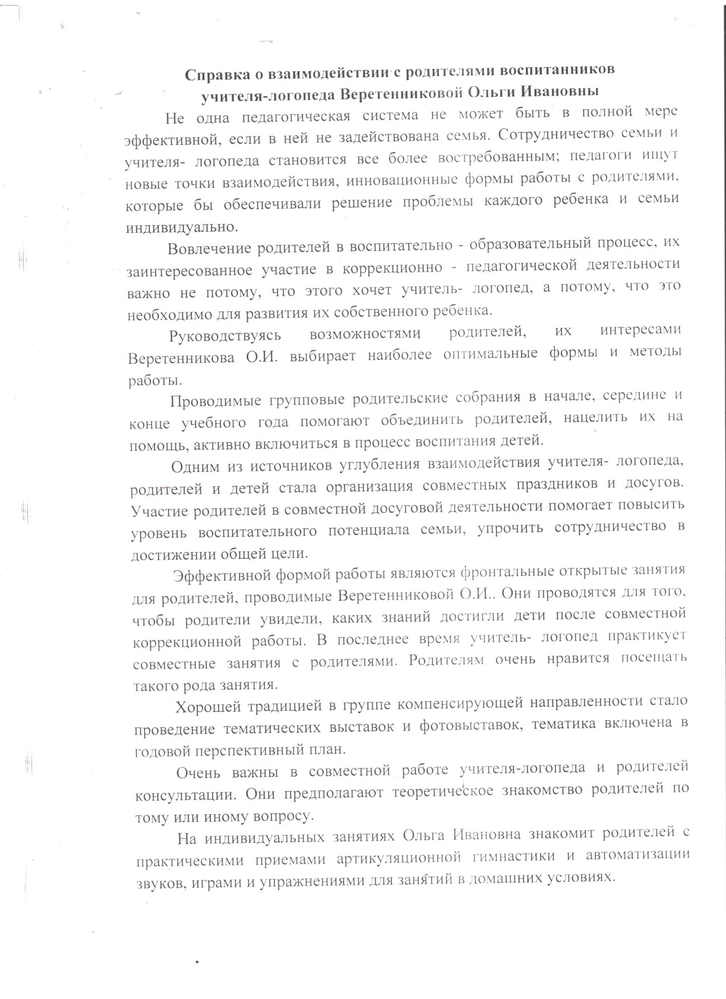 Справка о взаимодействии с родителями воспитанников
учителя-логопеда Веретенниковой Ольги Ивановны
Не одна педагогическая система не может быть в полной мере
эффективной, если в ней не задействована семья. Сотрудничество семьи и
учителя- логопеда становится все более востребованным; педагоги ищут
новые точки взаимодействия, инновационные формы работы с родителями,
которые бы обеспечивали решение проблемы каждого ребенка и семьи
индивидуально.
Вовлечение родителей в воспитательно - образовательный процесс, их
заинтересованное участие в коррекционно - педагогической деятельности
важно не потому, что этого хочет учитель- логопед, а потому, что это
необходимо для развития их собственного ребенка.
Руководствуясь возможностями родителей, их интересами
Веретенникова О.И. выбирает наиболее оптимальные формы и методы
работы.
Проводимые групповые родительские собрания в начале, середине и
конце учебного года помогают объединить родителей, нацелить их на
помощь, активно включиться в процесс воспитания детей.
Одним из источников углубления взаимодействия учителя- логопеда,
родителей и детей стала организация совместных праздников и досугов.
Участие родителей в совместной досуговой деятельности помогает повысить
уровень воспитательного потенциала семьи, упрочить сотрудничество в
достижении общей цели.
Эффективной формой работы являются фронтальные открытые занятия
для родителей, проводимые Веретенниковой О.И.. Они проводятся для того,
чтобы родители увидели, каких знаний достигли дети после совместной
коррекционной работы. В последнее время учитель- логопед практикует
совместные занятия с родителями. Родителям очень нравится посещать
такого рода занятия.
Хорошей традицией в группе компенсирующей направленности стало
проведение тематических выставок и фотовыставок, тематика включена в
годовой перспективный план.
Очень важны в совместной работе учителя-логопеда и родителей
консультации. Они предполагают теоретическое знакомство родителей по
тому или иному вопросу.
На индивидуальных занятиях Ольга Ивановна знакомит родителей с
практическими приемами артикуляционной гимнастики и автоматизации
звуков, играми и упражнениями для занятий в домашних условиях.